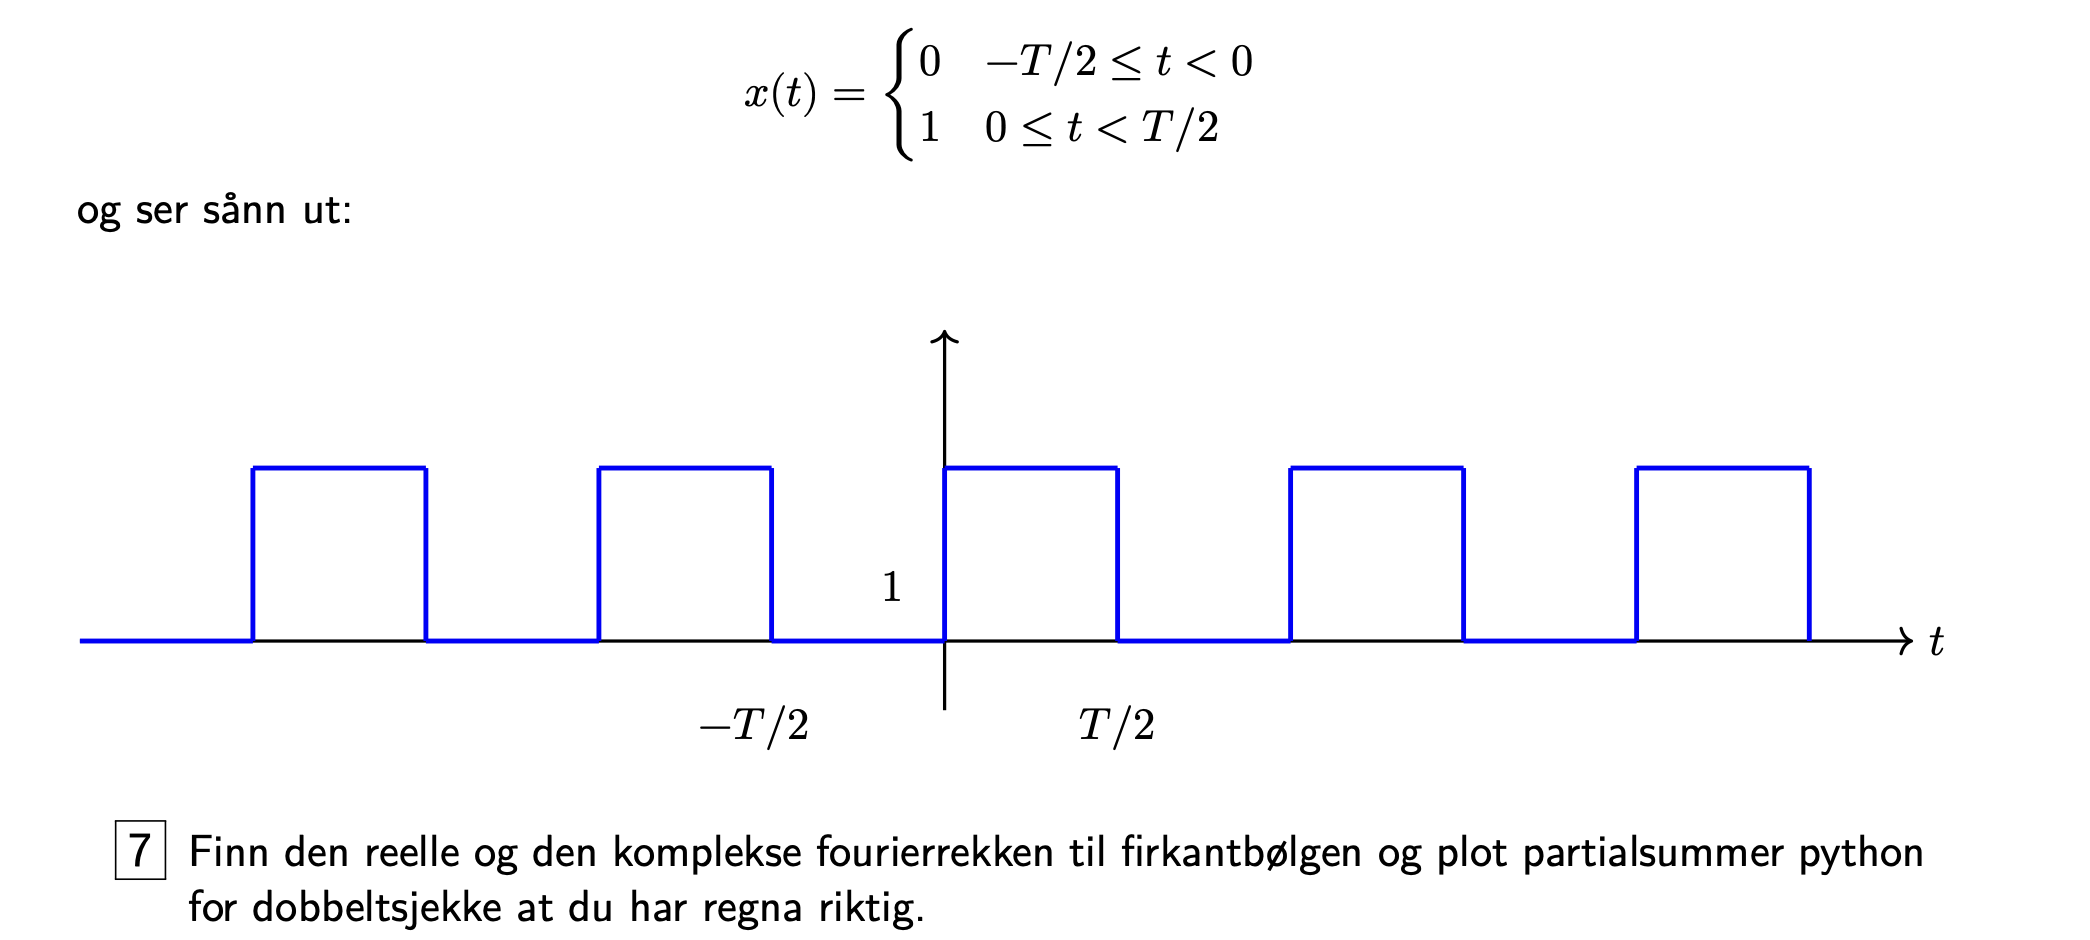 x(t) = { 0 −T/2 ≤ t < 0
1 0 ≤ t < T/2
og ser sånn ut:
1
t
−T/2 T/2
7 Finn den reelle og den komplekse fourierrekken til firkantbølgen og plot partialsummer python
for dobbeltsjekke at du har regna riktig.